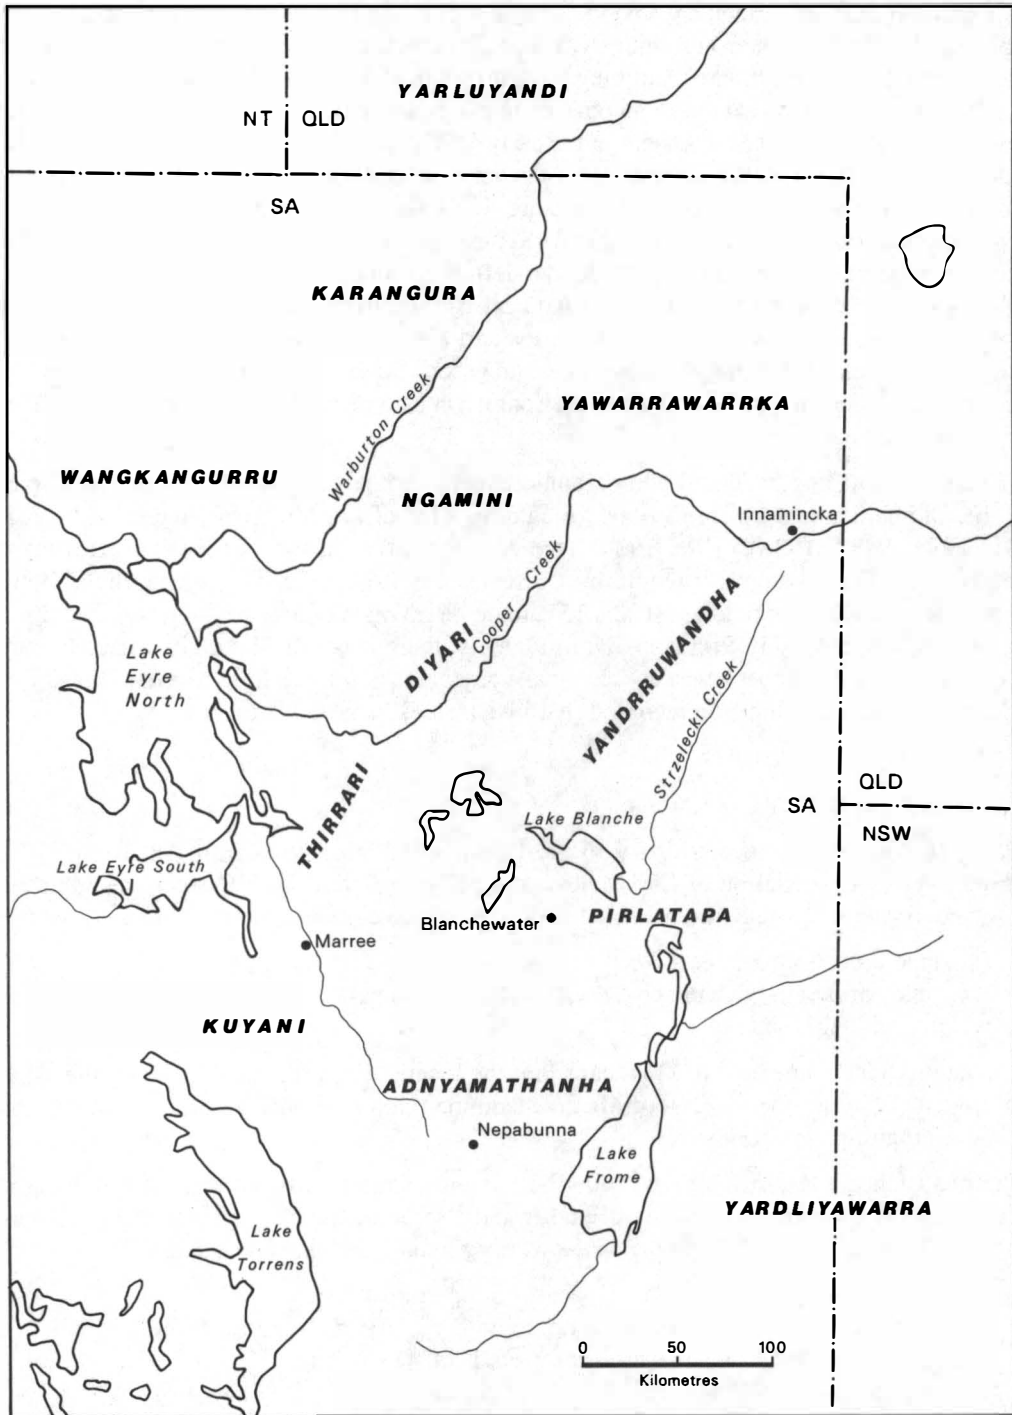 YARLUYANDI
NT
QLD
SA
KARANGURA
Warburton Creek
YAWARRAWARRKA
WANGKANGURRU
NGAMINI
Innamincka
Cooper Creek
DIYARI
YANDRRUWANDHA
Lake
Eyre
North
Strzelecki Creek
THIRRARI
QLD
SA
NSW
Lake Blanche
Lake Eyre South
PIRLATAPA
Blanchewater
Marree
KUYANI
ADNYAMATHANHA
Nepabunna
Lake
Frome
YARDLIYAWARRA
Lake
Torrens
0 50 100
Kilometres